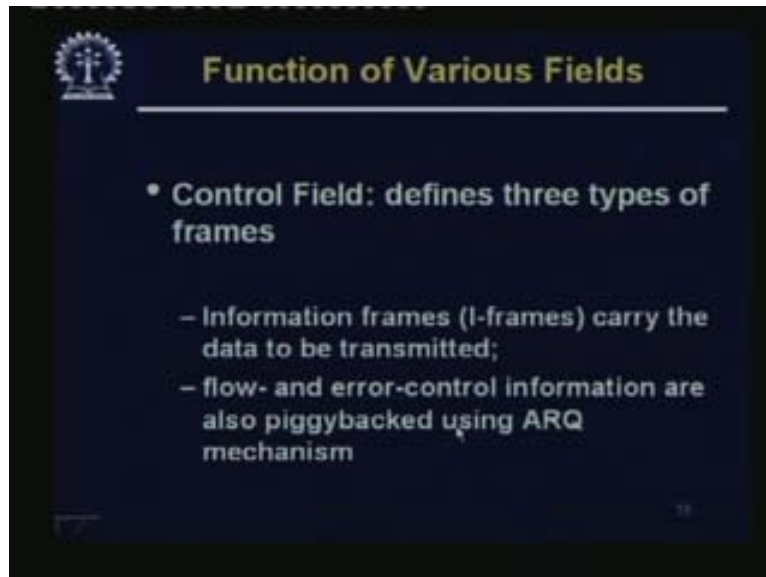 Function of Various Fields
• Control Field: defines three types of
frames
– Information frames (I-frames) carry the
data to be transmitted;
– flow- and error-control information are
also piggybacked using ARQ
mechanism